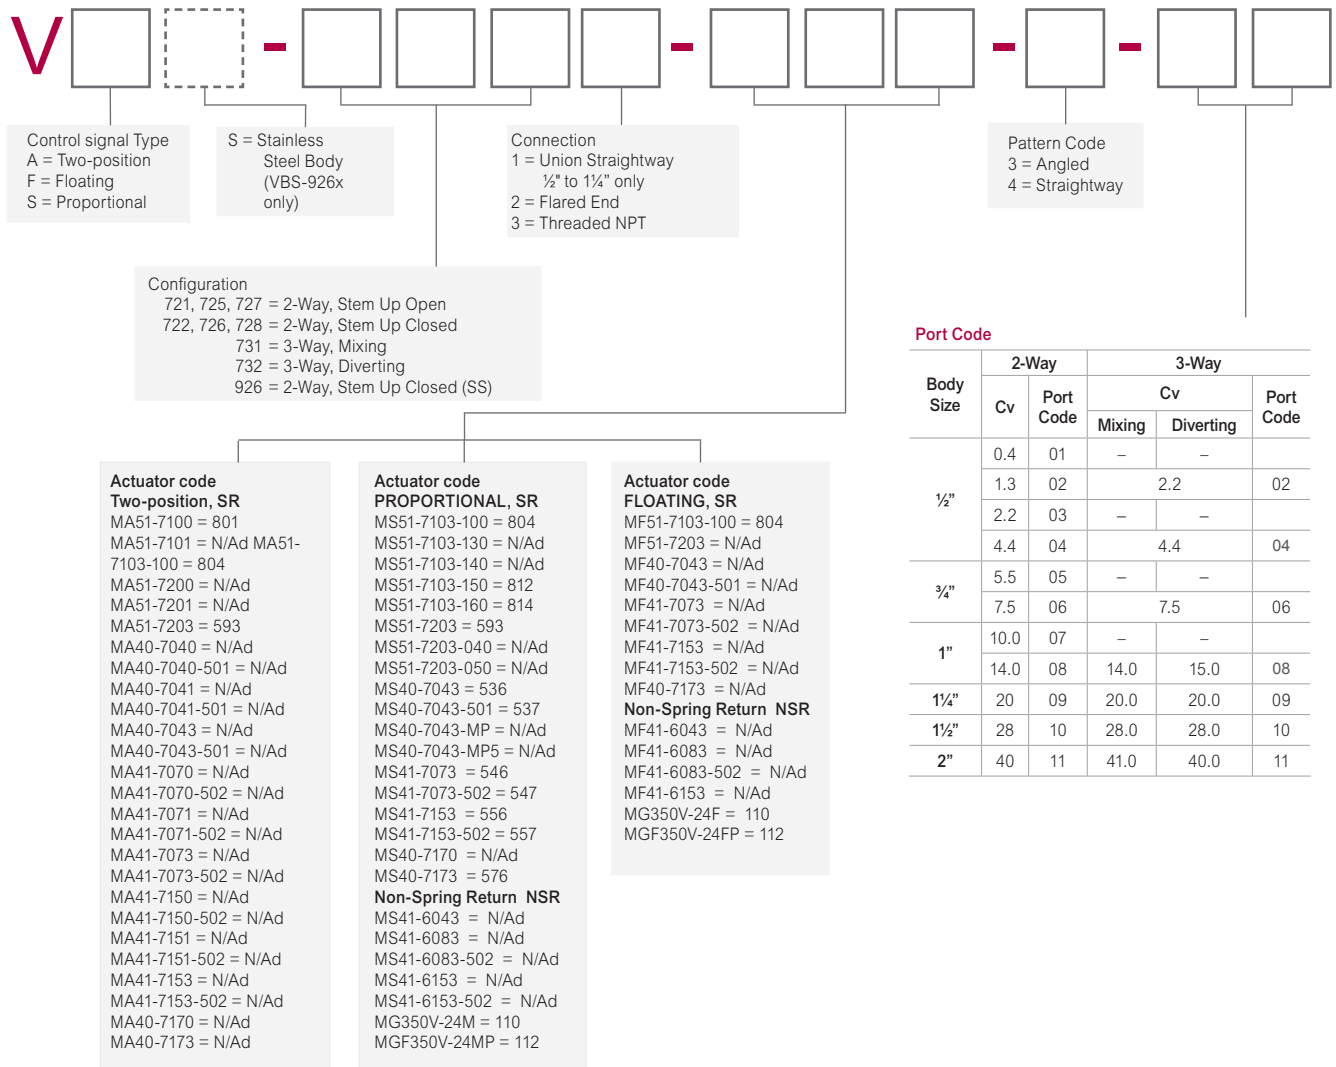 V
Control signal Type
A = Two-position
F = Floating
S = Proportional
S = Stainless
Steel Body
(VBS-926x
only)
Connection
1 = Union Straightway
½" to 1¼” only
2 = Flared End
3 = Threaded NPT
Pattern Code
3 = Angled
4 = Straightway
Configuration
721, 725, 727 = 2-Way, Stem Up Open
722, 726, 728 = 2-Way, Stem Up Closed
731 = 3-Way, Mixing
732 = 3-Way, Diverting
926 = 2-Way, Stem Up Closed (SS)
Actuator code
Two-position, SR
MA51-7100 = 801
MA51-7101 = N/Ad MA51-
7103-100 = 804
MA51-7200 = N/Ad
MA51-7201 = N/Ad
MA51-7203 = 593
MA40-7040 = N/Ad
MA40-7040-501 = N/Ad
MA40-7041 = N/Ad
MA40-7041-501 = N/Ad
MA40-7043 = N/Ad
MA40-7043-501 = N/Ad
MA41-7070 = N/Ad
MA41-7070-502 = N/Ad
MA41-7071 = N/Ad
MA41-7071-502 = N/Ad
MA41-7073 = N/Ad
MA41-7073-502 = N/Ad
MA41-7150 = N/Ad
MA41-7150-502 = N/Ad
MA41-7151 = N/Ad
MA41-7151-502 = N/Ad
MA41-7153 = N/Ad
MA41-7153-502 = N/Ad
MA40-7170 = N/Ad
MA40-7173 = N/Ad
Actuator code
PROPORTIONAL, SR
MS51-7103-100 = 804
MS51-7103-130 = N/Ad
MS51-7103-140 = N/Ad
MS51-7103-150 = 812
MS51-7103-160 = 814
MS51-7203 = 593
MS51-7203-040 = N/Ad
MS51-7203-050 = N/Ad
MS40-7043 = 536
MS40-7043-501 = 537
MS40-7043-MP = N/Ad
MS40-7043-MP5 = N/Ad
MS41-7073 = 546
MS41-7073-502 = 547
MS41-7153 = 556
MS41-7153-502 = 557
MS40-7170 = N/Ad
MS40-7173 = 576
Non-Spring Return NSR
MS41-6043 = N/Ad
MS41-6083 = N/Ad
MS41-6083-502 = N/Ad
MS41-6153 = N/Ad
MS41-6153-502 = N/Ad
MG350V-24M = 110
MGF350V-24MP = 112
Actuator code
FLOATING, SR
MF51-7103-100 = 804
MF51-7203 = N/Ad
MF40-7043 = N/Ad
MF40-7043-501 = N/Ad
MF41-7073 = N/Ad
MF41-7073-502 = N/Ad
MF41-7153 = N/Ad
MF41-7153-502 = N/Ad
MF40-7173 = N/Ad
Non-Spring Return NSR
MF41-6043 = N/Ad
MF41-6083 = N/Ad
MF41-6083-502 = N/Ad
MF41-6153 = N/Ad
MG350V-24F = 110
MGF350V-24FP = 112
Port Code
Body Size 2-Way 3-Way
Cv Port Code Cv Port Code
Mixing Diverting
½” 0.4 01 – –
1.3 02 2.2 02
2.2 03 – –
4.4 04 4.4 04
¾” 5.5 05 – –
7.5 06 7.5 06
1” 10.0 07 – –
14.0 08 14.0 15.0 08
1¼” 20 09 20.0 20.0 09
1½” 28 10 28.0 28.0 10
2” 40 11 41.0 40.0 11